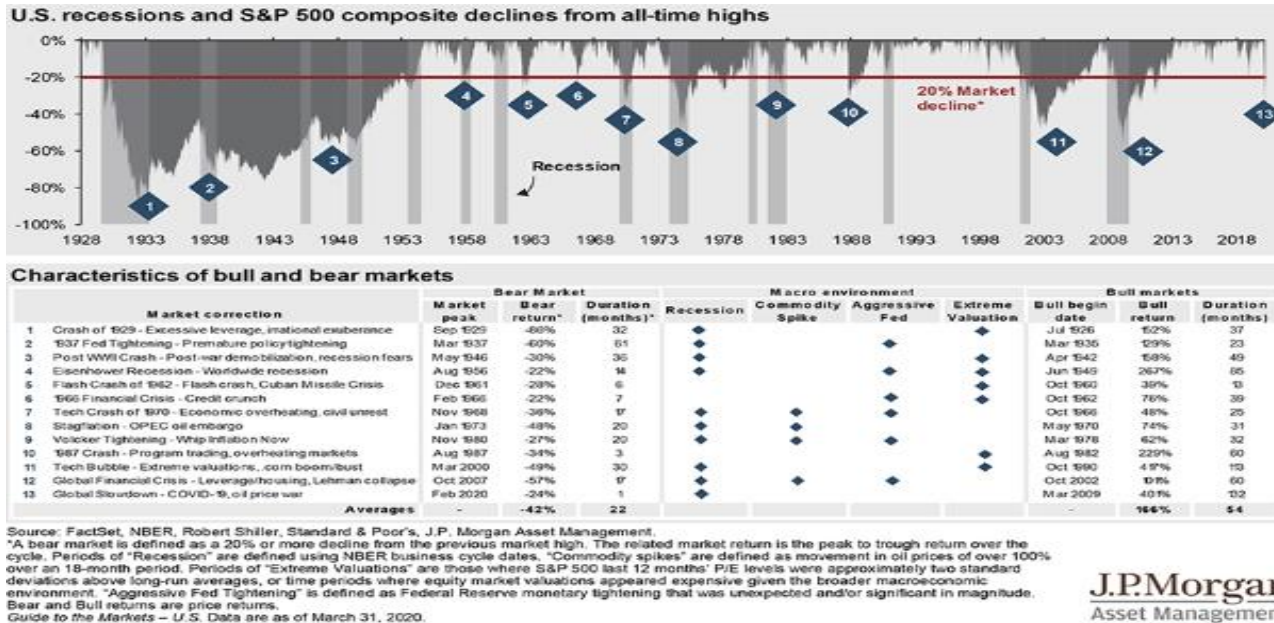 U.S. recessions and S&P 500 composite declines from all-time highs
0%
-20%
-40%
-60%
-80%
-100%
20% Market
decline*
Recession
1 2 3 4 5 6 7 8 9 10 11 12 13
1928 1933 1938 1943 1948 1953 1958 1963 1968 1973 1978 1983 1988 1993 1998 2003 2008 2013 2018
Characteristics of bull and bear markets
Bear Market Macro environment Bull markets
Market correction Market peak Bear return* Duration (months)* Recession Commodity Spike Aggressive Fed Extreme Valuation Bull begin date Bull return Duration (months)
1 Crash of 1929 - Excessive leverage, irrational exuberance Sep 1929 -86% 32 Jul 1926 152% 37
2 1937 Fed Tightening - Premature policy tightening Mar 1937 -60% 61 Mar 1935 129% 23
3 Post WWII Crash - Post-war demobilization, recession fears May 1946 -30% 36 Apr 1942 158% 49
4 Eisenhower Recession - Worldwide recession Aug 1956 -22% 14 Jun 1949 267% 85
5 Flash Crash of 1962 - Flash crash, Cuban Missile Crisis Dec 1961 -28% 6 Oct 1960 39% 13
6 1966 Financial Crisis - Credit crunch Feb 1966 -22% 7 Oct 1962 76% 39
7 Tech Crash of 1970 - Economic overheating, civil unrest Nov 1968 -36% 17 Oct 1966 48% 25
8 Stagflation - OPEC oil embargo Jan 1973 -48% 20 May 1970 74% 31
9 Volcker Tightening - Whip Inflation Now Nov 1980 -27% 20 Mar 1978 62% 32
10 1987 Crash - Program trading, overheating markets Aug 1987 -34% 3 Aug 1982 229% 60
11 Tech Bubble - Extreme valuations, .com boom/bust Mar 2000 -49% 30 Oct 1990 417% 113
12 Global Financial Crisis - Leverage/housing, Lehman collapse Oct 2007 -57% 17 Oct 2002 101% 60
13 Global Slowdown - COVID-19, oil price war Feb 2020 -24% 1 Mar 2009 401% 132
Averages - -42% 22 - 166% 54
Source: FactSet, NBER, Robert Shiller, Standard & Poor's, J.P. Morgan Asset Management.
*A bear market is defined as a 20% or more decline from the previous market high. The related market return is the peak to trough return over the
cycle. Periods of "Recession" are defined using NBER business cycle dates. "Commodity spikes" are defined as movement in oil prices of over 100%
over an 18-month period. Periods of "Extreme Valuations" are those where S&P 500 last 12 months' P/E levels were approximately two standard
deviations above long-run averages, or time periods where equity market valuations appeared expensive given the broader macroeconomic
environment. "Aggressive Fed Tightening" is defined as Federal Reserve monetary tightening that was unexpected and/or significant in magnitude.
Bear and Bull returns are price returns.
Guide to the Markets – U.S. Data are as of March 31, 2020.
J.P.Morgan
Asset Managemen